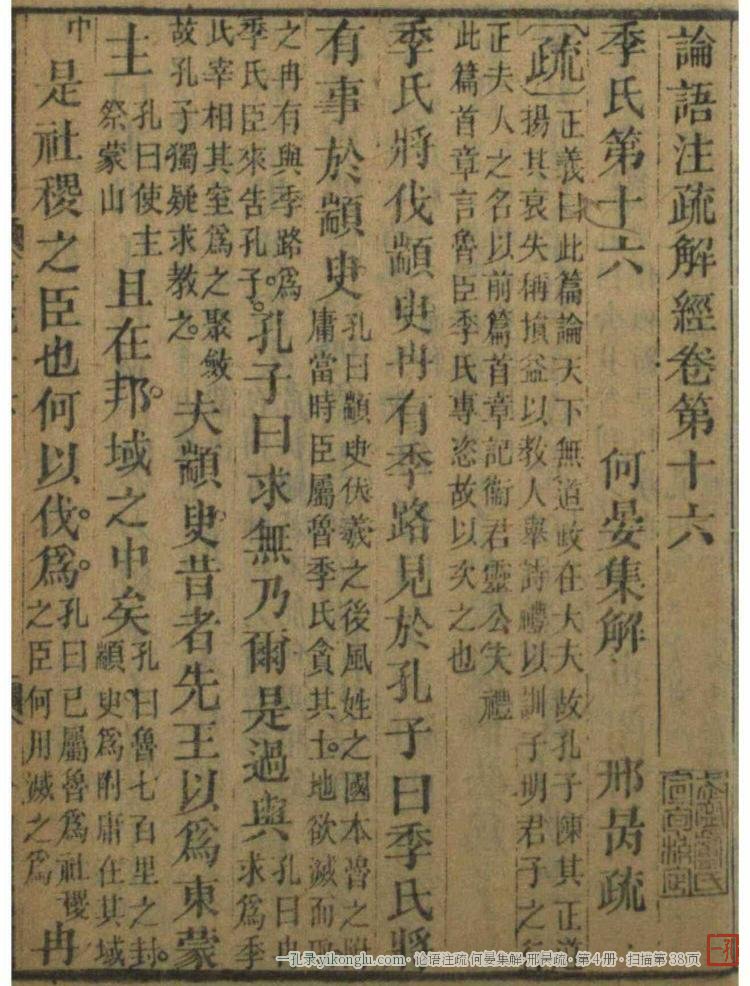 論語注疏解經卷第十六
季氏第十六 何晏集解 邢昺疏
疏 正義曰此篇論天下無道政在大夫故孔子陳其正道
揚其衰失稱損益以教人舉詩禮以訓子明君子之行
正夫人之名以前篇首章記衞君靈公失禮
此篇首章言魯臣季氏專恣故以次之也
季氏將伐顓臾冉有季路見於孔子曰季氏將
有事於顓臾 孔曰顓臾伏羲之後風姓之國本魯之附
庸當時臣屬魯季氏貪其土地欲滅而取
之冉有與季路爲
季氏臣來告孔子 孔子曰求無乃爾是過與 孔曰冉
求爲季
氏宰相其室爲之聚斂
故孔子獨疑求教之 夫顓臾昔者先王以爲東蒙
主 孔曰使主
祭蒙山 且在邦域之中矣 孔曰魯七百里之封
顓臾爲附庸在其域
中 是社稷之臣也何以伐爲 孔曰已屬魯爲社稷
之臣何用滅之爲 冉
一孔录yikonglu.com·论语注疏.何晏集解.邢昺疏·第4册·扫描第38页